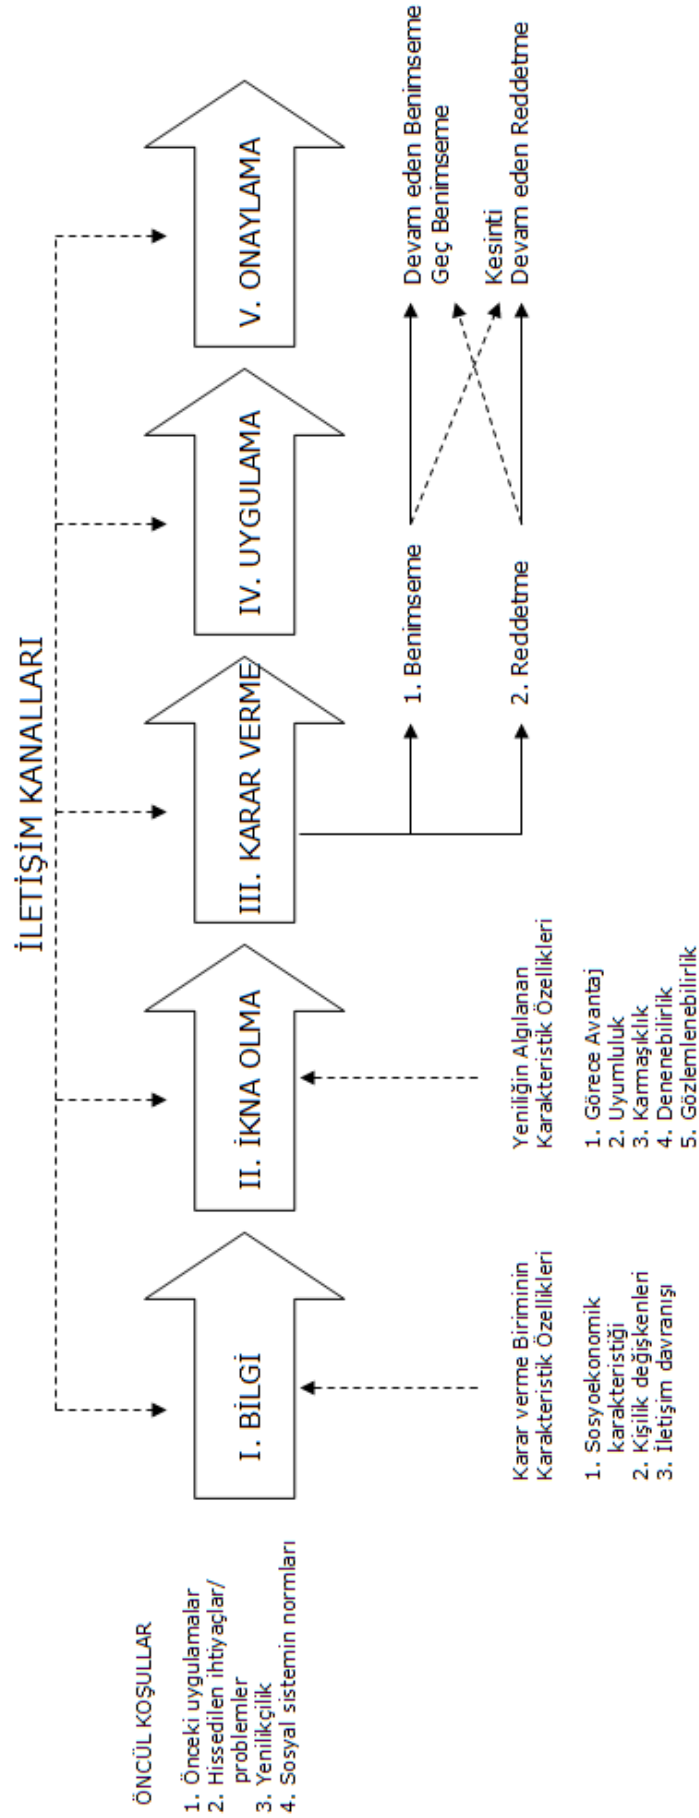 İLETİŞİM KANALLARI
ÖNCÜL KOŞULLAR
1. Önceki uygulamalar
2. Hissedilen ihtiyaçlar/
problemler
3. Yenilikçilik
4. Sosyal sistemin normları
I. BİLGİ
II. İKNA OLMA
III. KARAR VERME
IV. UYGULAMA
V. ONAYLAMA
Karar verme Biriminin
Karakteristik Özellikleri
1. Sosyoekonomik
karakteristiği
2. Kişilik değişkenleri
3. İletişim davranışı
Yeniliğin Algılanan
Karakteristik Özellikleri
1. Görece Avantaj
2. Uyumluluk
3. Karmaşıklık
4. Denenebilirlik
5. Gözlemlenebilirlik
1. Benimseme
2. Reddetme
Devam eden Benimseme
Geç Benimseme
Kesinti
Devam eden Reddetme